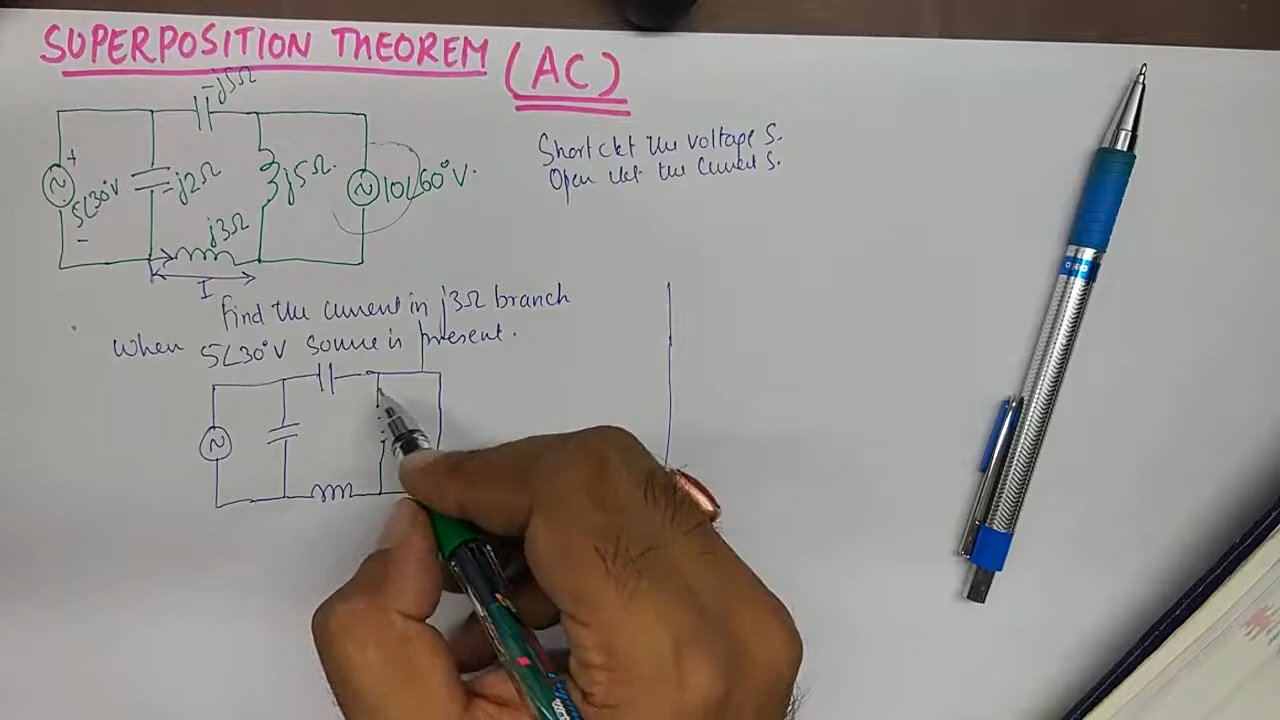 SUPERPOSITION THEOREM (AC)
-j5Ω
Short ckt the voltage S.
Open ckt the current S.
+
5∠30°V
-
-j2Ω
j5Ω.
10∠60°V.
j3Ω
I
find the current in j3Ω branch
When 5∠30°V source is present.